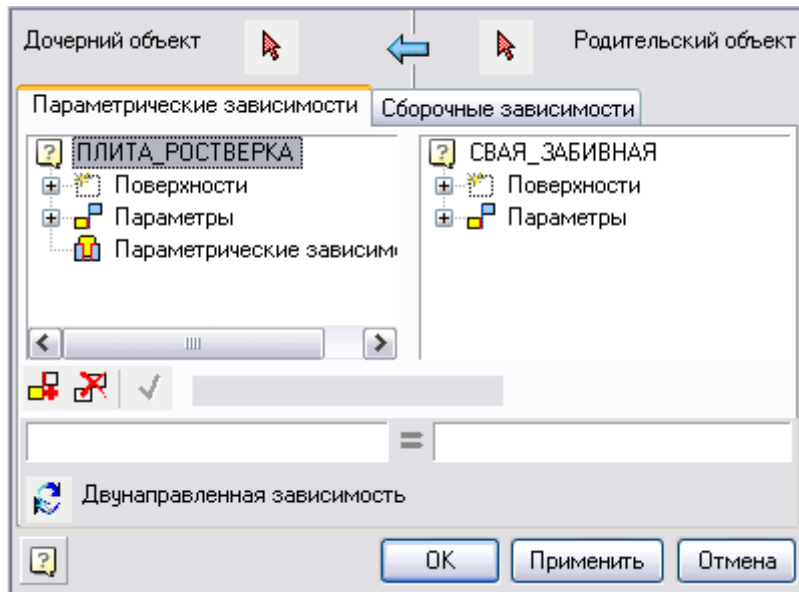 Дочерний объект
Родительский объект
Параметрические зависимости
Сборочные зависимости
ПЛИТА_РОСТВЕРКА
Поверхности
Параметры
Параметрические зависим
СВАЯ_ЗАБИВНАЯ
Поверхности
Параметры
=
Двунаправленная зависимость
?
OK
Применить
Отмена